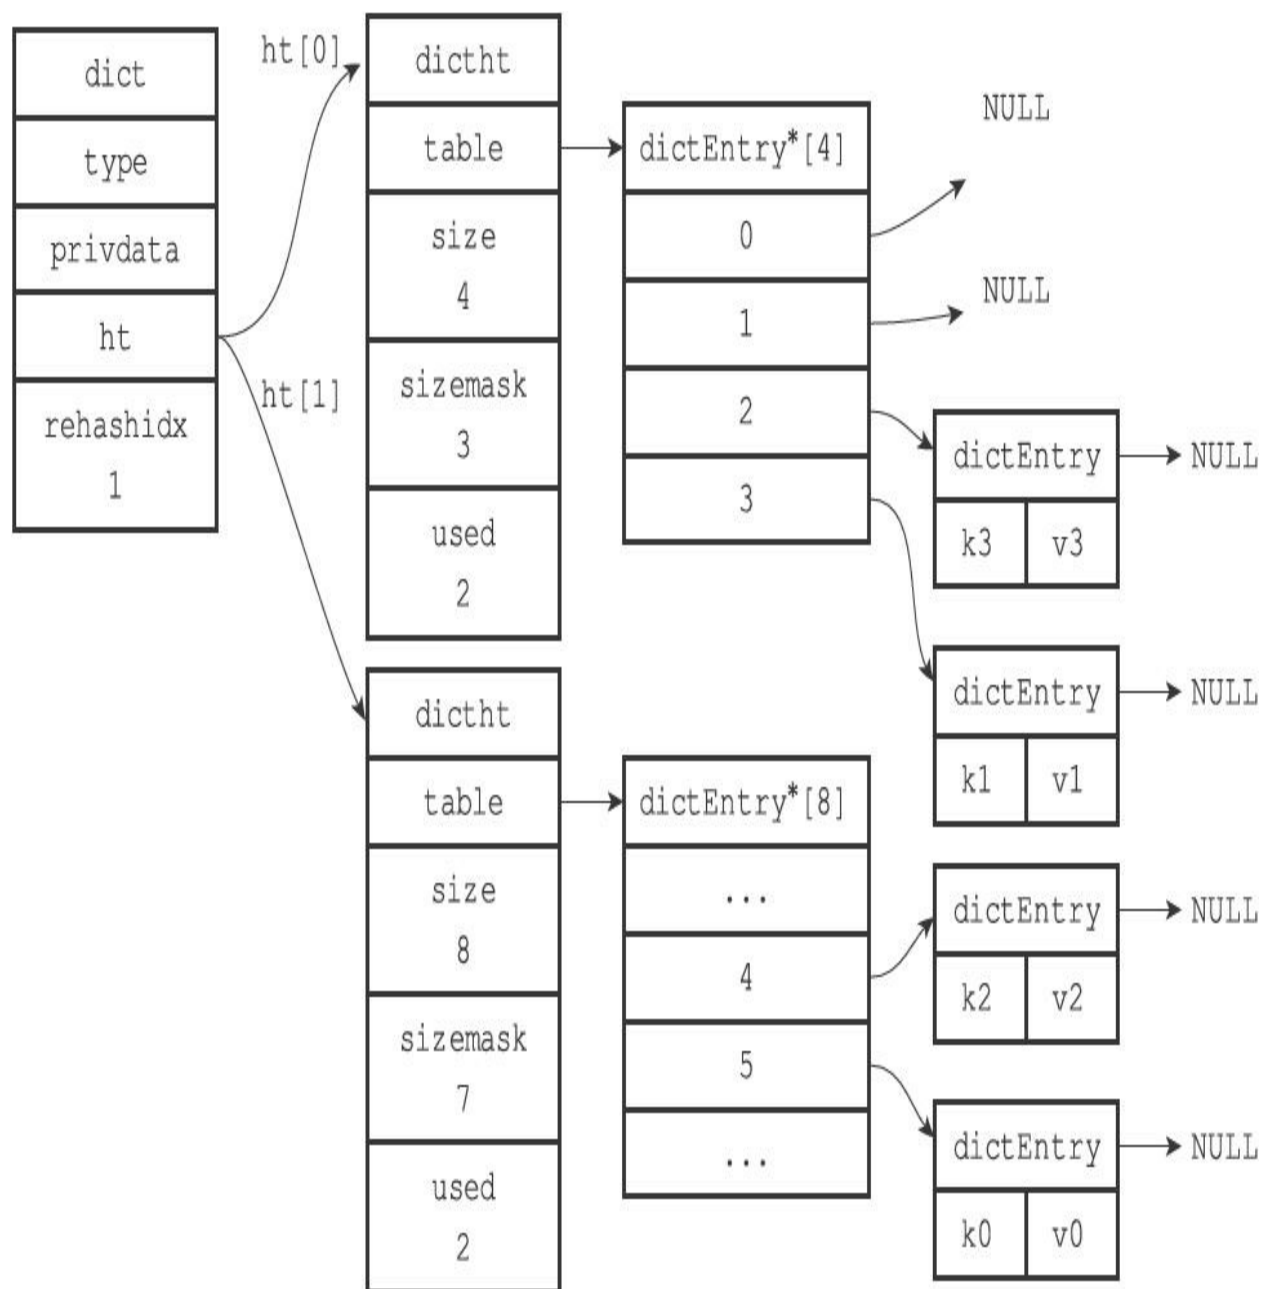 dict
type
privdata
ht
rehashidx
1
ht[0]
ht[1]
dictht
table
size
4
sizemask
3
used
2
dictEntry*[4]
0
1
2
3
NULL
NULL
dictEntry
NULL
k3 v3
dictEntry
NULL
k1 v1
dictht
table
size
8
sizemask
7
used
2
dictEntry*[8]
...
4
5
...
dictEntry
NULL
k2 v2
dictEntry
NULL
k0 v0